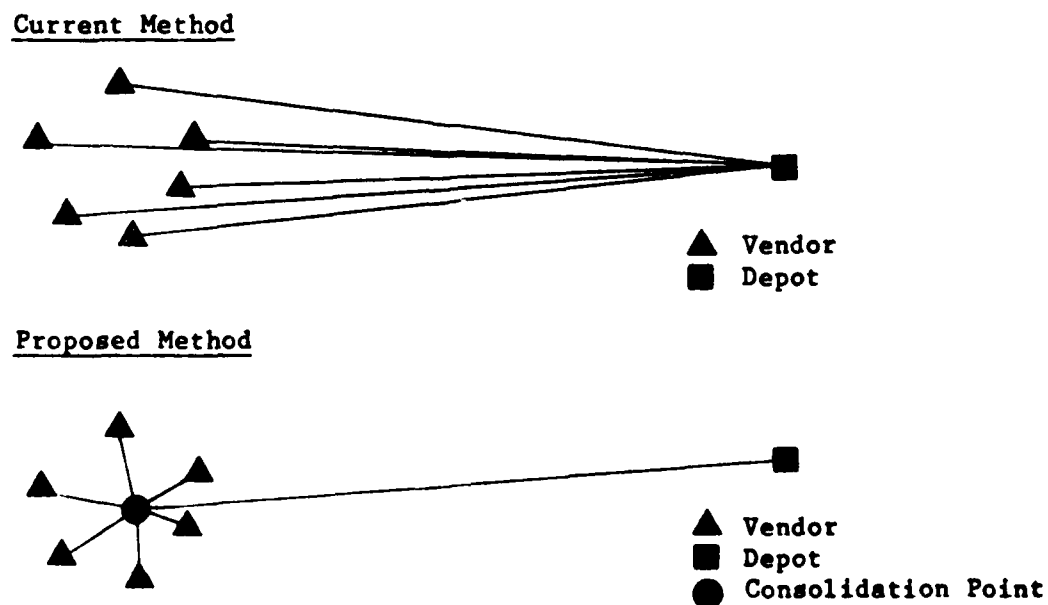 Current Method
Vendor
Depot
Proposed Method
Vendor
Depot
Consolidation Point